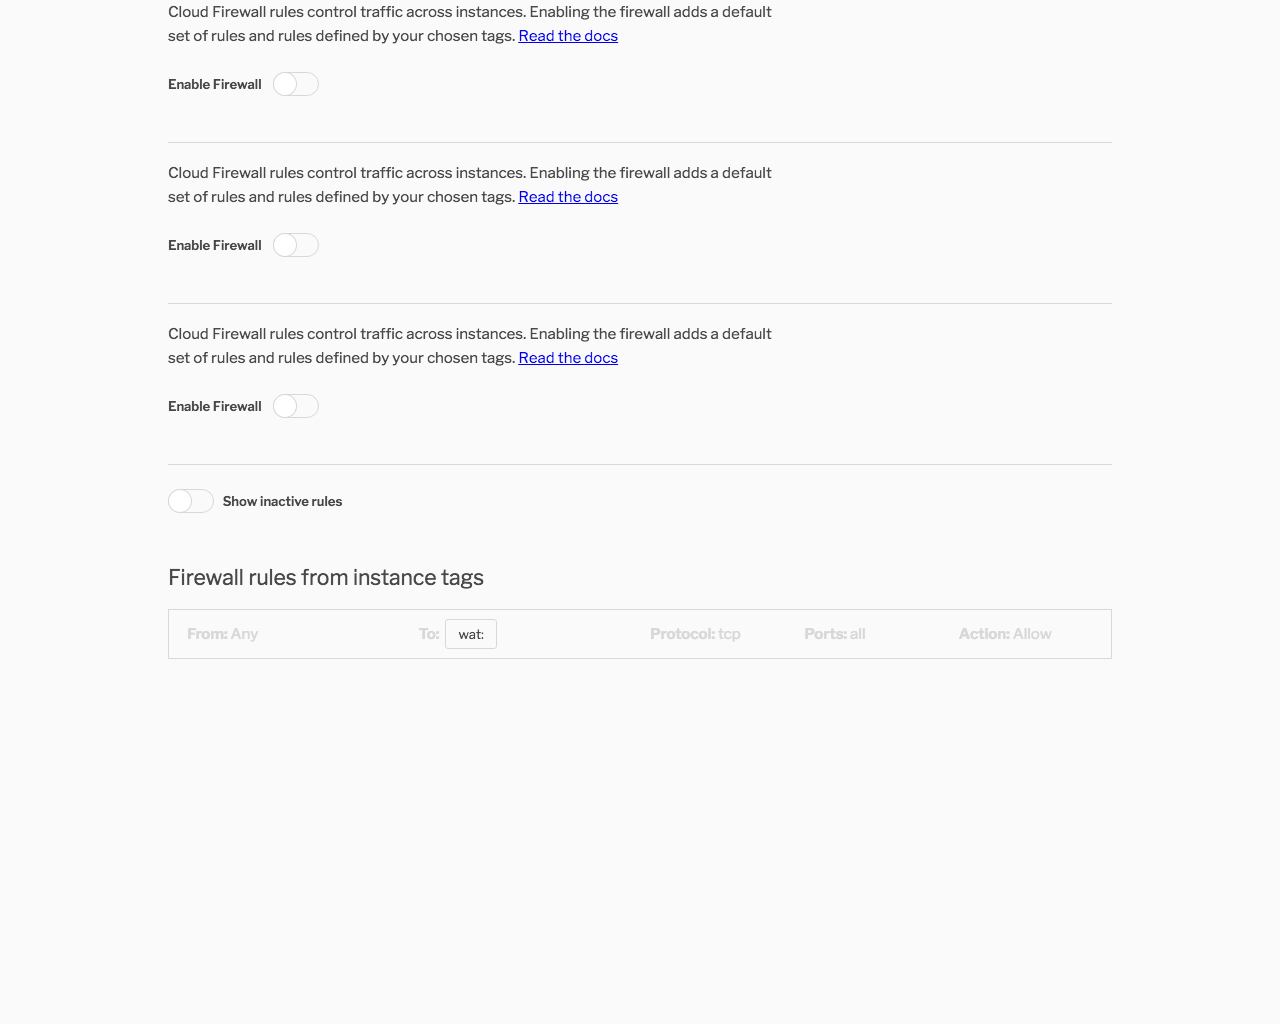 Cloud Firewall rules control traffic across instances. Enabling the firewall adds a default
set of rules and rules defined by your chosen tags. Read the docs
Enable Firewall
Cloud Firewall rules control traffic across instances. Enabling the firewall adds a default
set of rules and rules defined by your chosen tags. Read the docs
Enable Firewall
Cloud Firewall rules control traffic across instances. Enabling the firewall adds a default
set of rules and rules defined by your chosen tags. Read the docs
Enable Firewall
Show inactive rules
Firewall rules from instance tags
From: Any To: wat: Protocol: tcp Ports: all Action: Allow